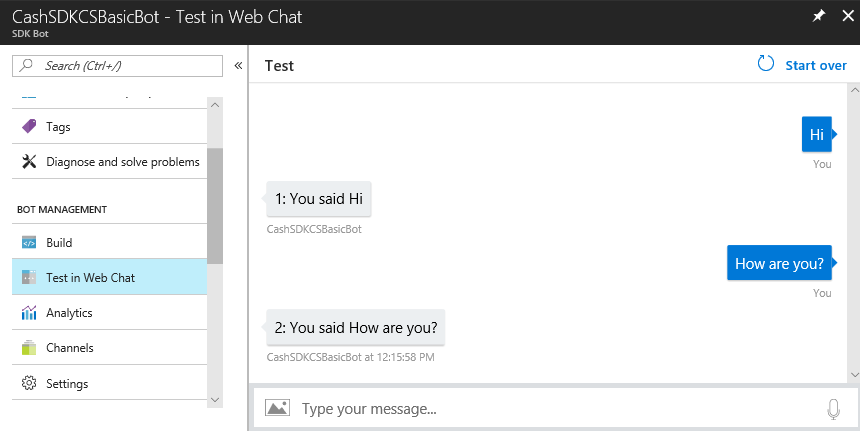 CashSDKCSBasicBot - Test in Web Chat
SDK Bot
Search (Ctrl+/)
«
Tags
Diagnose and solve problems
BOT MANAGEMENT
Build
Test in Web Chat
Analytics
Channels
Settings
Test
Start over
Hi
You
1: You said Hi
CashSDKCSBasicBot
How are you?
You
2: You said How are you?
CashSDKCSBasicBot at 12:15:58 PM
Type your message...